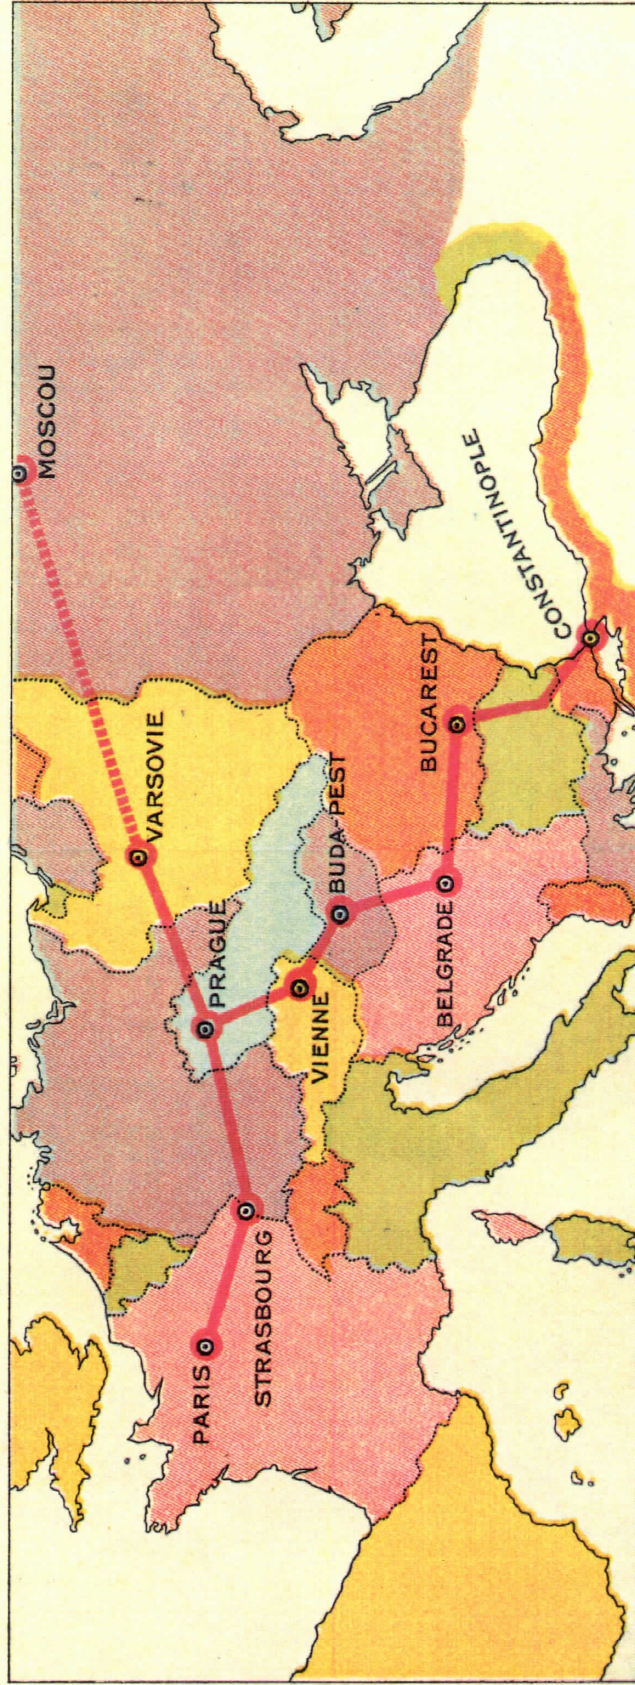 MOSCOU
VARSOVIE
PRAGUE
PARIS
STRASBOURG
VIENNE
BUDA-PEST
BELGRADE
BUCAREST
CONSTANTINOPLE